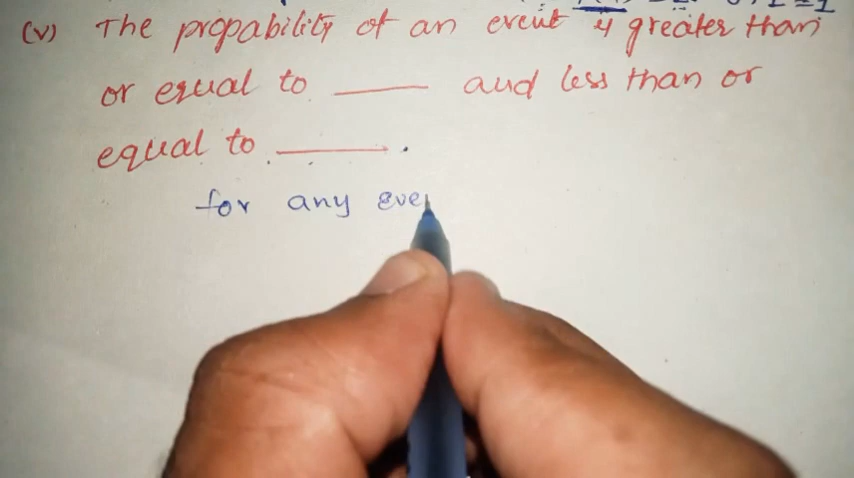 (v) The propability of an event is greater than
or equal to ____ and less than or
equal to ____.
for any eve